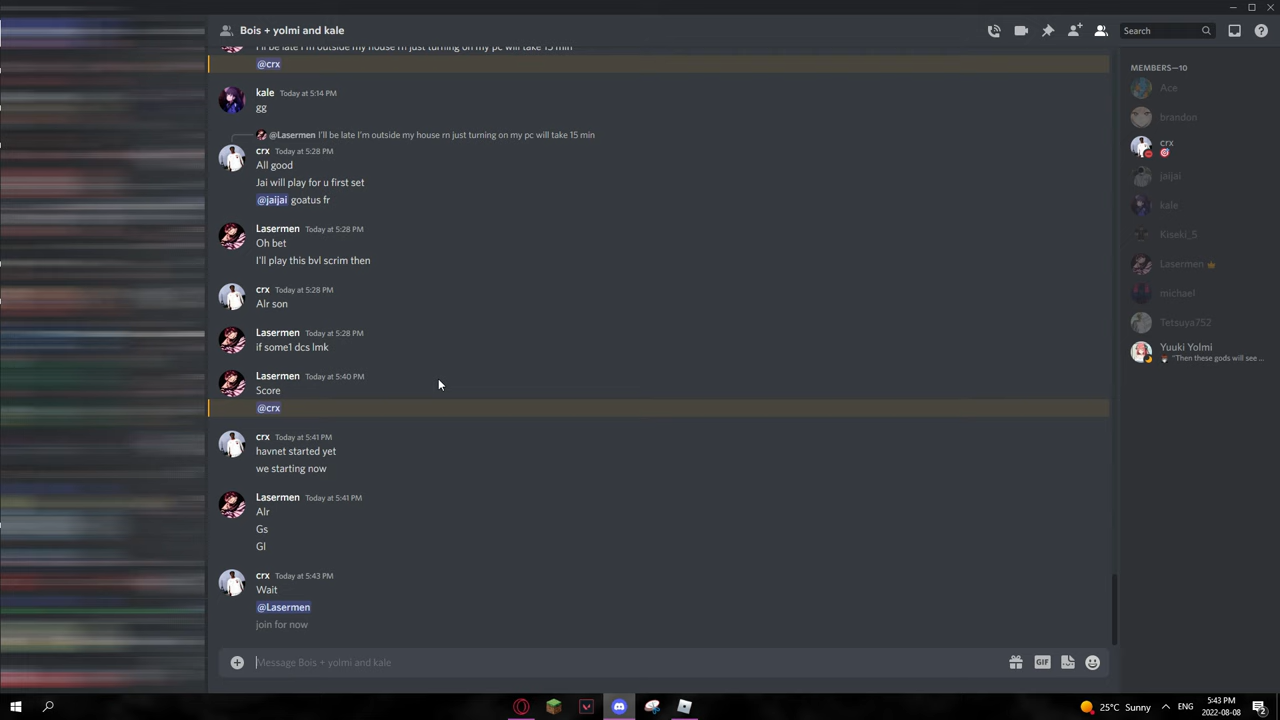 Bois + yolmi and kale
Search
I'll be late I'm outside my house rn just turning on my pc will take 15 min
@crx
kale Today at 5:14 PM
gg
@Lasermen I'll be late I'm outside my house rn just turning on my pc will take 15 min
crx Today at 5:28 PM
All good
Jai will play for u first set
@jaijai goatus fr
Lasermen Today at 5:28 PM
Oh bet
I'll play this bvl scrim then
crx Today at 5:28 PM
Alr son
Lasermen Today at 5:28 PM
if some1 dcs lmk
Lasermen Today at 5:40 PM
Score
@crx
crx Today at 5:41 PM
havnet started yet
we starting now
Lasermen Today at 5:41 PM
Alr
Gs
Gl
crx Today at 5:43 PM
Wait
@Lasermen
join for now
Message Bois + yolmi and kale
GIF
MEMBERS—10
Ace
brandon
crx
jaijai
kale
Kiseki_5
Lasermen
michael
Tetsuya752
Yuuki Yolmi
"Then these gods will see ...
25°C Sunny
ENG
5:43 PM
2022-08-08
2